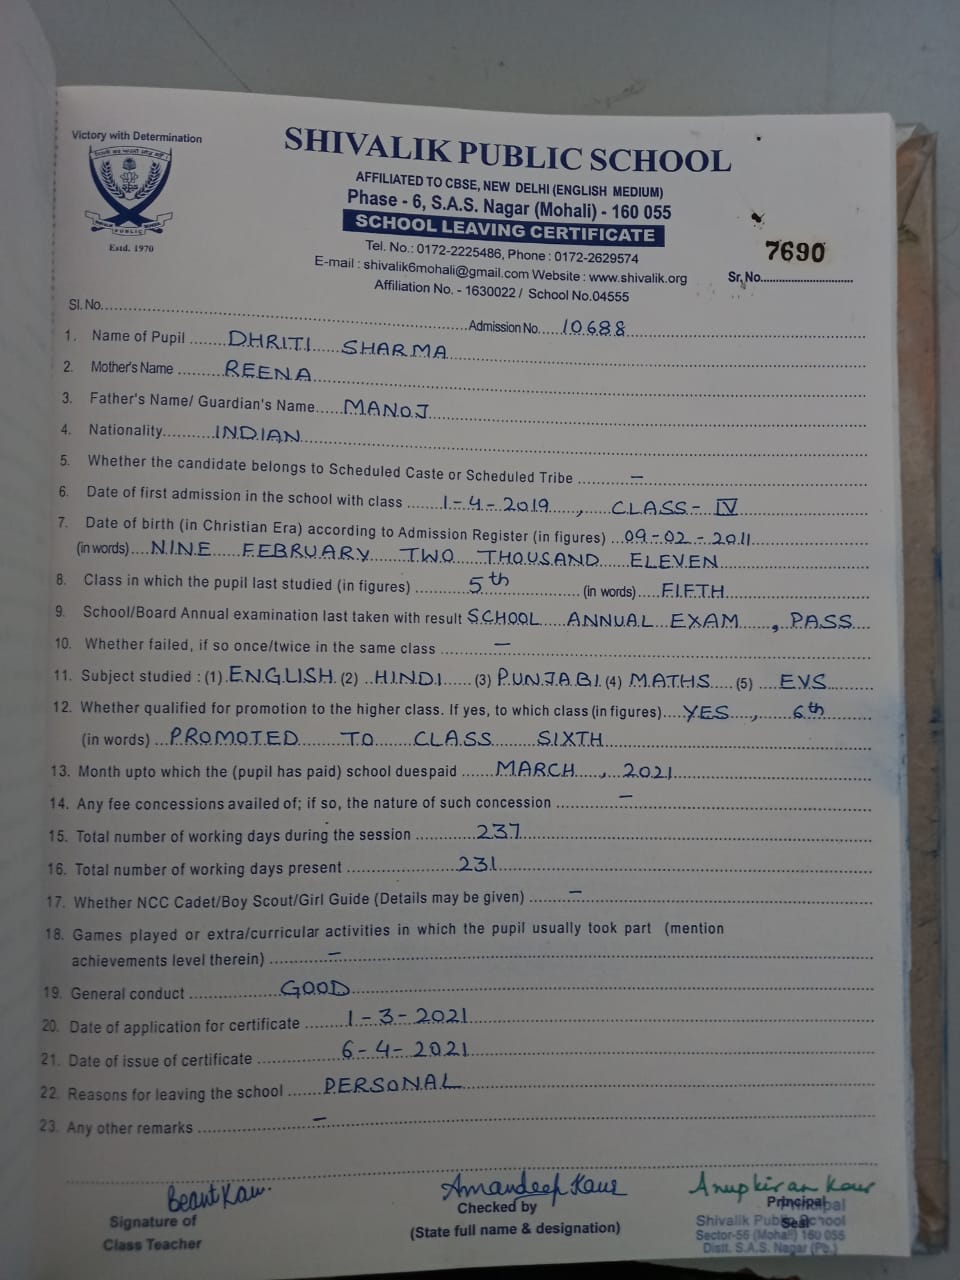 Victory with Determination
PUBLIC
Estd. 1970
SHIVALIK PUBLIC SCHOOL
AFFILIATED TO CBSE, NEW DELHI (ENGLISH MEDIUM)
Phase - 6, S.A.S. Nagar (Mohali) - 160 055
SCHOOL LEAVING CERTIFICATE
Tel. No.: 0172-2225486, Phone : 0172-2629574
E-mail : shivalik6mohali@gmail.com Website : www.shivalik.org
Affiliation No. - 1630022 / School No.04555
7690
Sr. No.
Sl. No. Admission No. 10688
1. Name of Pupil DHRITI SHARMA
2. Mother's Name REENA
3. Father's Name/ Guardian's Name MANOJ
4. Nationality INDIAN
5. Whether the candidate belongs to Scheduled Caste or Scheduled Tribe –
6. Date of first admission in the school with class 1-4-2019, CLASS-IV
7. Date of birth (in Christian Era) according to Admission Register (in figures) 09-02-2011
(in words) NINE FEBRUARY TWO THOUSAND ELEVEN
8. Class in which the pupil last studied (in figures) 5th (in words) FIFTH
9. School/Board Annual examination last taken with result SCHOOL ANNUAL EXAM, PASS
10. Whether failed, if so once/twice in the same class –
11. Subject studied : (1) ENGLISH (2) HINDI (3) PUNJABI (4) MATHS (5) EVS
12. Whether qualified for promotion to the higher class. If yes, to which class (in figures) YES, 6th
(in words) PROMOTED TO CLASS SIXTH
13. Month upto which the (pupil has paid) school duespaid MARCH, 2021
14. Any fee concessions availed of; if so, the nature of such concession –
15. Total number of working days during the session 237
16. Total number of working days present 231
17. Whether NCC Cadet/Boy Scout/Girl Guide (Details may be given) –
18. Games played or extra/curricular activities in which the pupil usually took part (mention
achievements level therein) –
19. General conduct GOOD
20. Date of application for certificate 1-3-2021
21. Date of issue of certificate 6-4-2021
22. Reasons for leaving the school PERSONAL
23. Any other remarks –
Beant Kaur Amandeep Kaur Anupkiran Kaur
Signature of
Class Teacher
Checked by
(State full name & designation)
Principal
Seal
Principal
Shivalik Public School
Sector-56 (Mohali) 160 055
Distt. S.A.S. Nagar (Pb.)